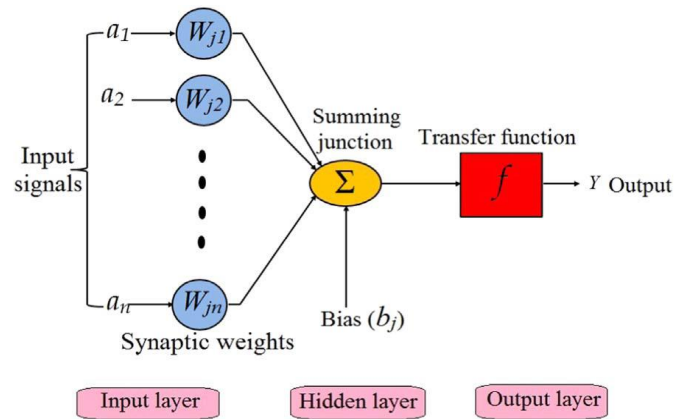 a1
Wj1
a2
Wj2
Summing
junction
Transfer function
Input
signals
Σ
f
Y Output
an
Wjn
Bias (bj)
Synaptic weights
Input layer
Hidden layer
Output layer